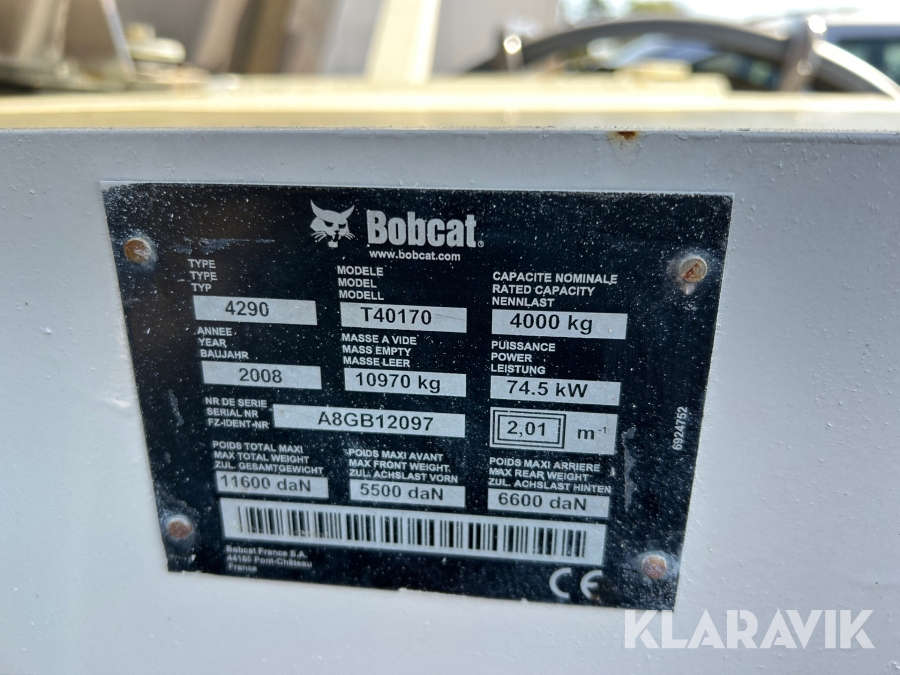 Bobcat
www.bobcat.com
TYPE
TYPE
TYP
4290
MODELE
MODEL
MODELL
T40170
CAPACITE NOMINALE
RATED CAPACITY
NENNLAST
4000 kg
ANNEE
YEAR
BAUJAHR
2008
MASSE A VIDE
MASS EMPTY
MASSE LEER
10970 kg
PUISSANCE
POWER
LEISTUNG
74.5 kW
NR DE SERIE
SERIAL NR
FZ-IDENT-NR
A8GB12097
2,01 m-1
POIDS TOTAL MAXI
MAX TOTAL WEIGHT
ZUL. GESAMTGEWICHT
11600 daN
POIDS MAXI AVANT
MAX FRONT WEIGHT.
ZUL. ACHSLAST VORN
5500 daN
POIDS MAXI ARRIERE
MAX REAR WEIGHT
ZUL. ACHSLAST HINTEN
6600 daN
Bobcat France S.A.
44160 Pont-Château
France
CE
6924752
KLARAVIK